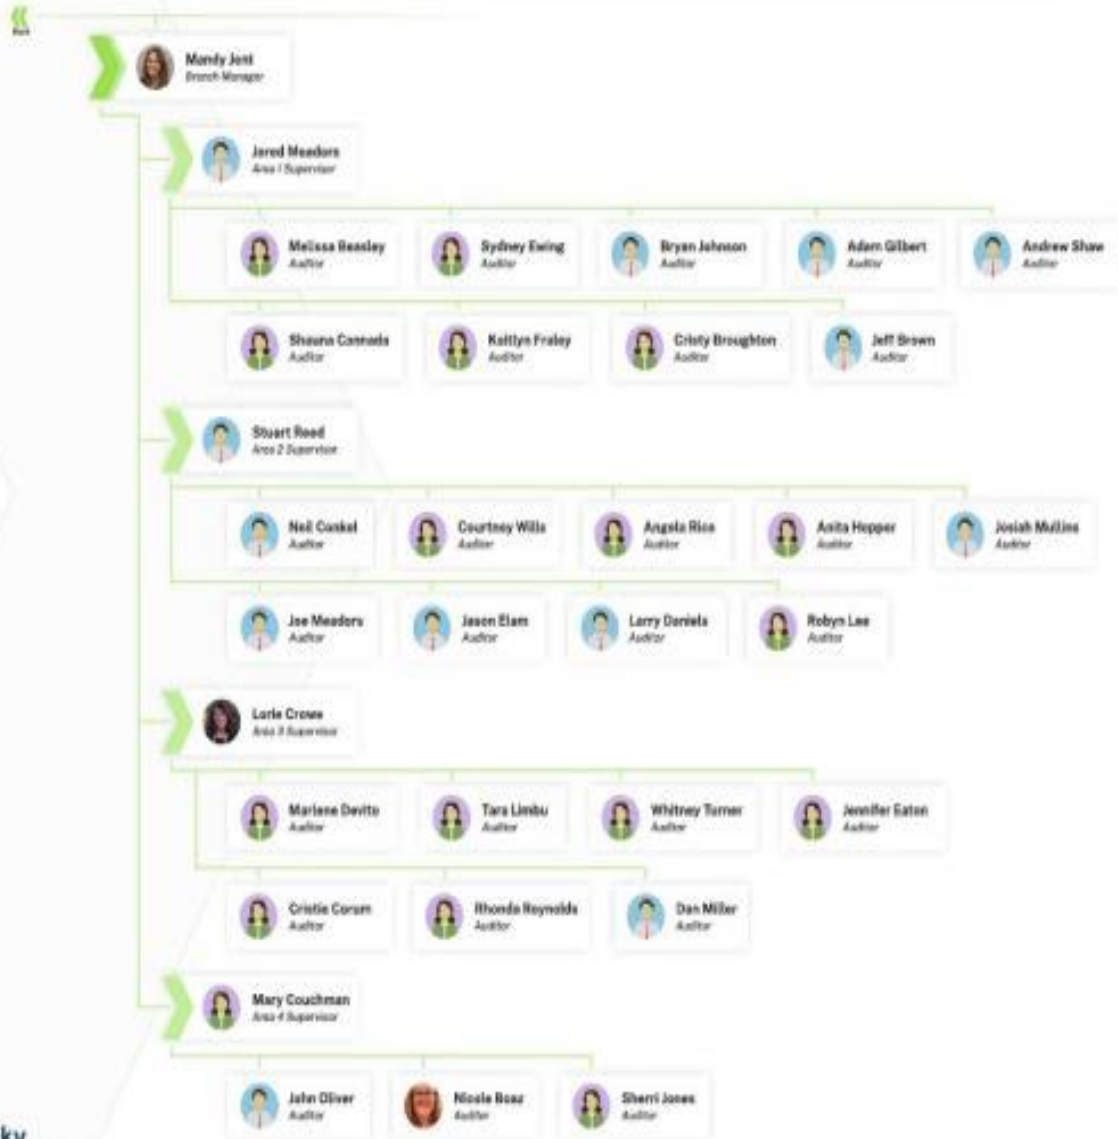 Back
Mandy Jent
Branch Manager
Jared Meadors
Area 1 Supervisor
Melissa Beasley
Auditor
Sydney Ewing
Auditor
Bryan Johnson
Auditor
Adam Gilbert
Auditor
Andrew Shaw
Auditor
Shauna Cannada
Auditor
Kaitlyn Fraley
Auditor
Cristy Broughton
Auditor
Jeff Brown
Auditor
Stuart Reed
Area 2 Supervisor
Neil Conkel
Auditor
Courtney Wills
Auditor
Angela Rice
Auditor
Anita Hopper
Auditor
Josiah Mullins
Auditor
Joe Meadors
Auditor
Jason Elam
Auditor
Larry Daniels
Auditor
Robyn Lee
Auditor
Lorie Crowe
Area 3 Supervisor
Marlene Devito
Auditor
Tara Limbu
Auditor
Whitney Turner
Auditor
Jennifer Eaton
Auditor
Cristie Corum
Auditor
Rhonda Reynolds
Auditor
Dan Miller
Auditor
Mary Couchman
Area 4 Supervisor
John Oliver
Auditor
Nicole Boaz
Auditor
Sherri Jones
Auditor
ky